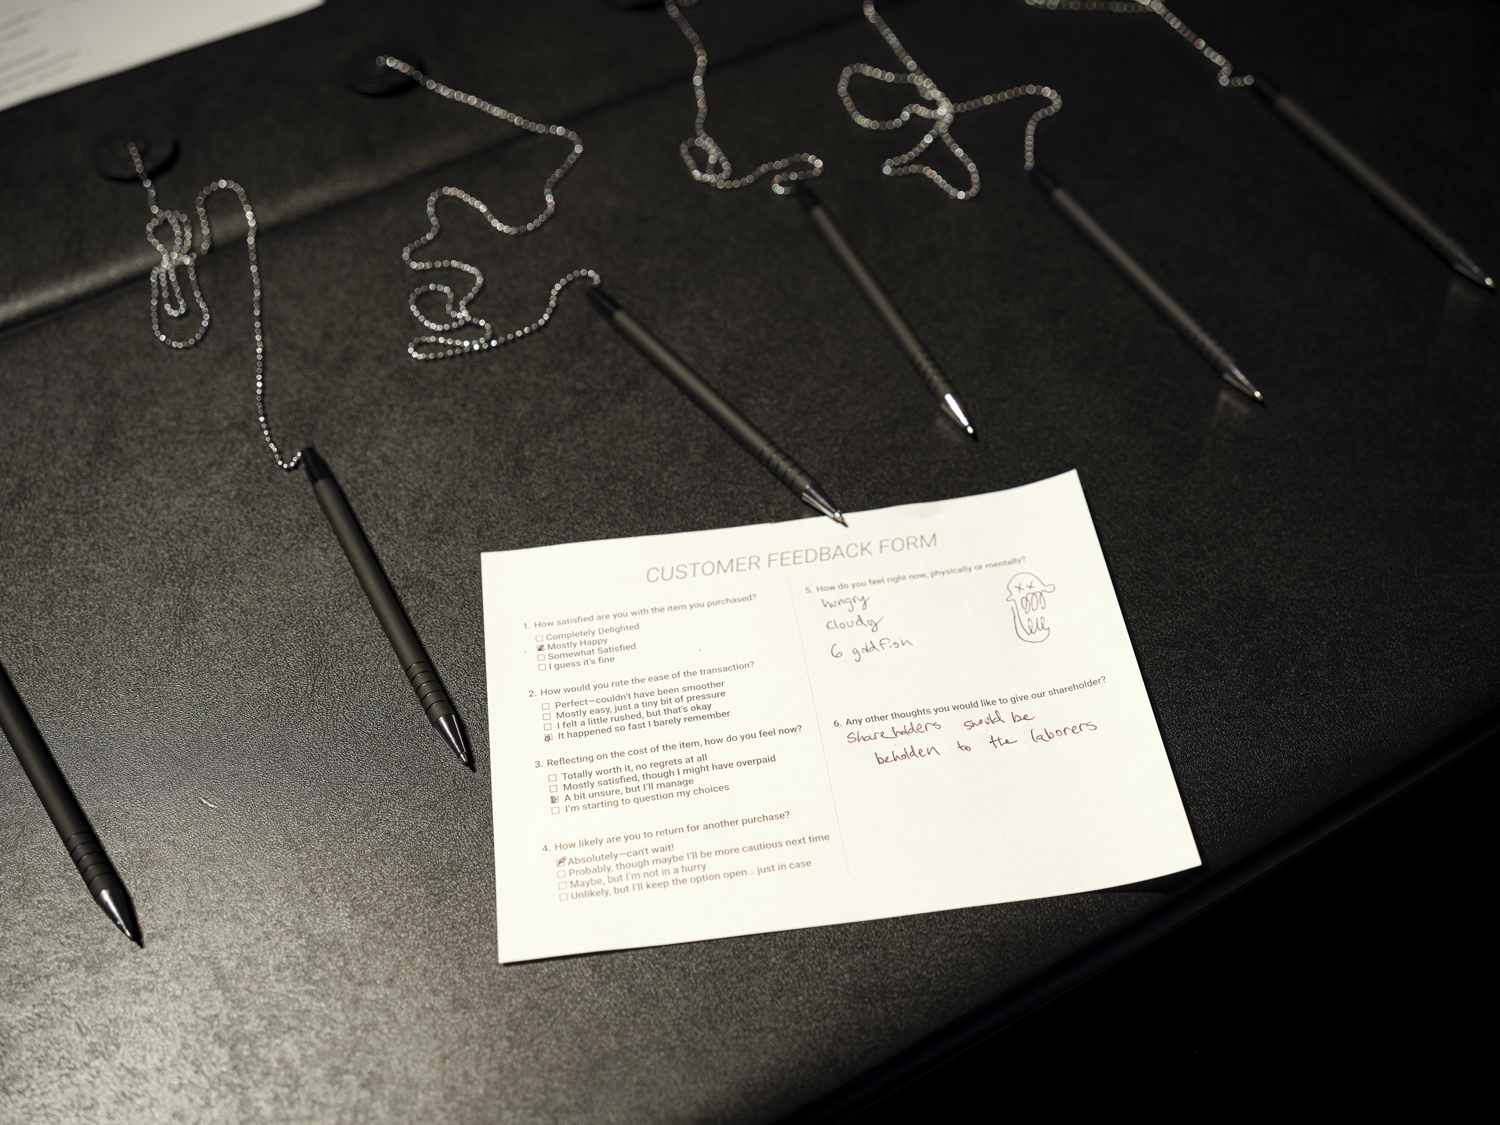 CUSTOMER FEEDBACK FORM
1. How satisfied are you with the item you purchased?
Completely Delighted
Mostly Happy
Somewhat Satisfied
I guess it's fine
2. How would you rate the ease of the transaction?
Perfect—couldn't have been smoother
Mostly easy, just a tiny bit of pressure
I felt a little rushed, but that's okay
It happened so fast I barely remember
3. Reflecting on the cost of the item, how do you feel now?
Totally worth it, no regrets at all
Mostly satisfied, though I might have overpaid
A bit unsure, but I'll manage
I'm starting to question my choices
4. How likely are you to return for another purchase?
Absolutely—can't wait!
Probably, though maybe I'll be more cautious next time
Maybe, but I'm not in a hurry
Unlikely, but I'll keep the option open... just in case
5. How do you feel right now, physically or mentally?
hungry
cloudy
6 goldfish
6. Any other thoughts you would like to give our shareholder?
Shareholders should be
beholden to the laborers